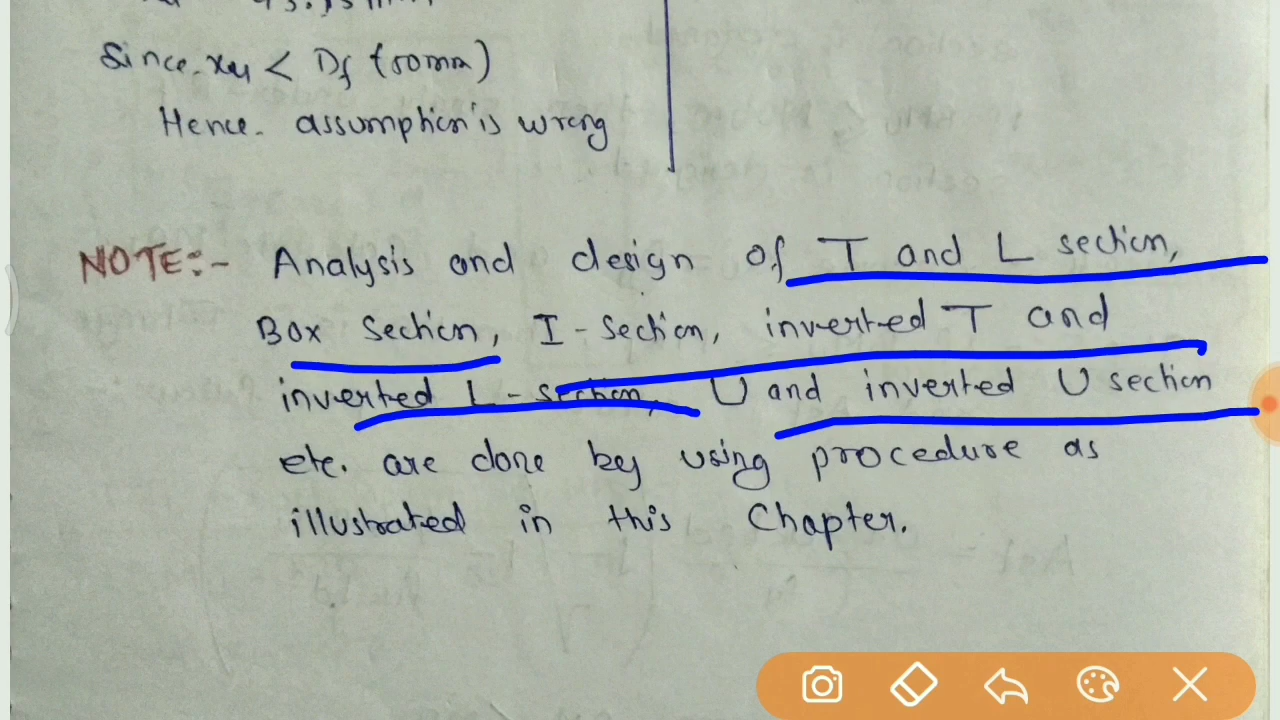 Since xu < Df (50mm)
Hence assumption is wrong
NOTE:- Analysis and design of T and L section,
Box Section, I-Section, inverted T and
inverted L-section, U and inverted U section
etc. are done by using procedure as
illustrated in this Chapter.